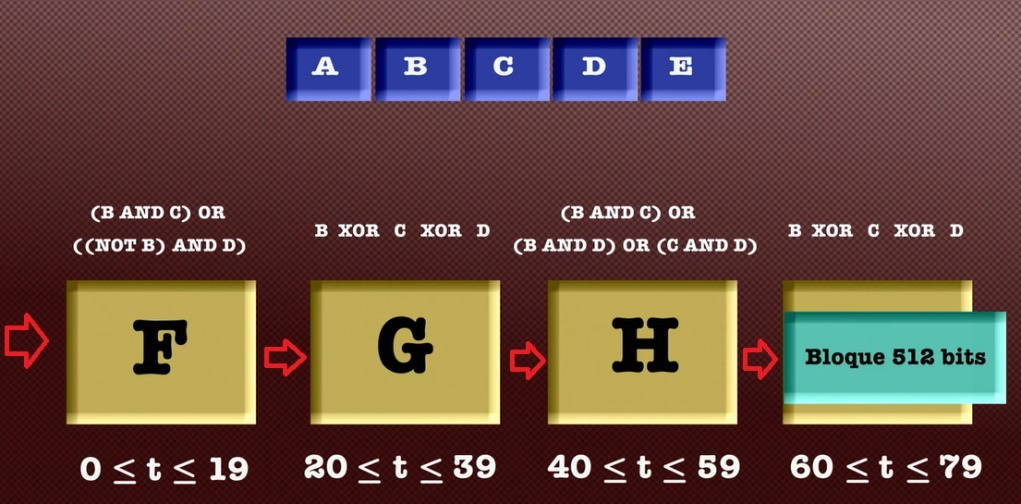 A B C D E
(B AND C) OR
((NOT B) AND D)
B XOR C XOR D
(B AND C) OR
(B AND D) OR (C AND D)
B XOR C XOR D
F
G
H
Bloque 512 bits
0 ≤ t ≤ 19
20 ≤ t ≤ 39
40 ≤ t ≤ 59
60 ≤ t ≤ 79